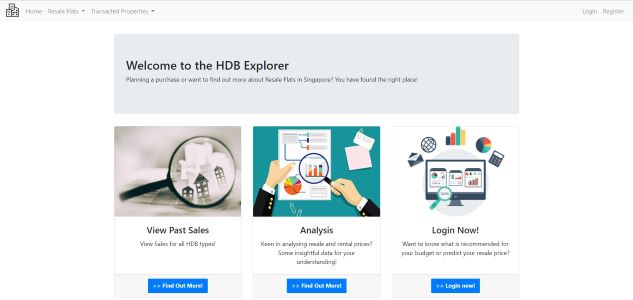 Home Resale Flats Transacted Properties Login Register
Welcome to the HDB Explorer
Planning a purchase or want to find out more about Resale Flats in Singapore? You have found the right place!
View Past Sales
View Sales for all HDB types!
>> Find Out More!
Analysis
Keen in analysing resale and rental prices?
Some insightful data for your
understanding!
>> Find Out More!
Login Now!
Want to know what is recommended for
your budget or predict your resale price?
>> Login now!